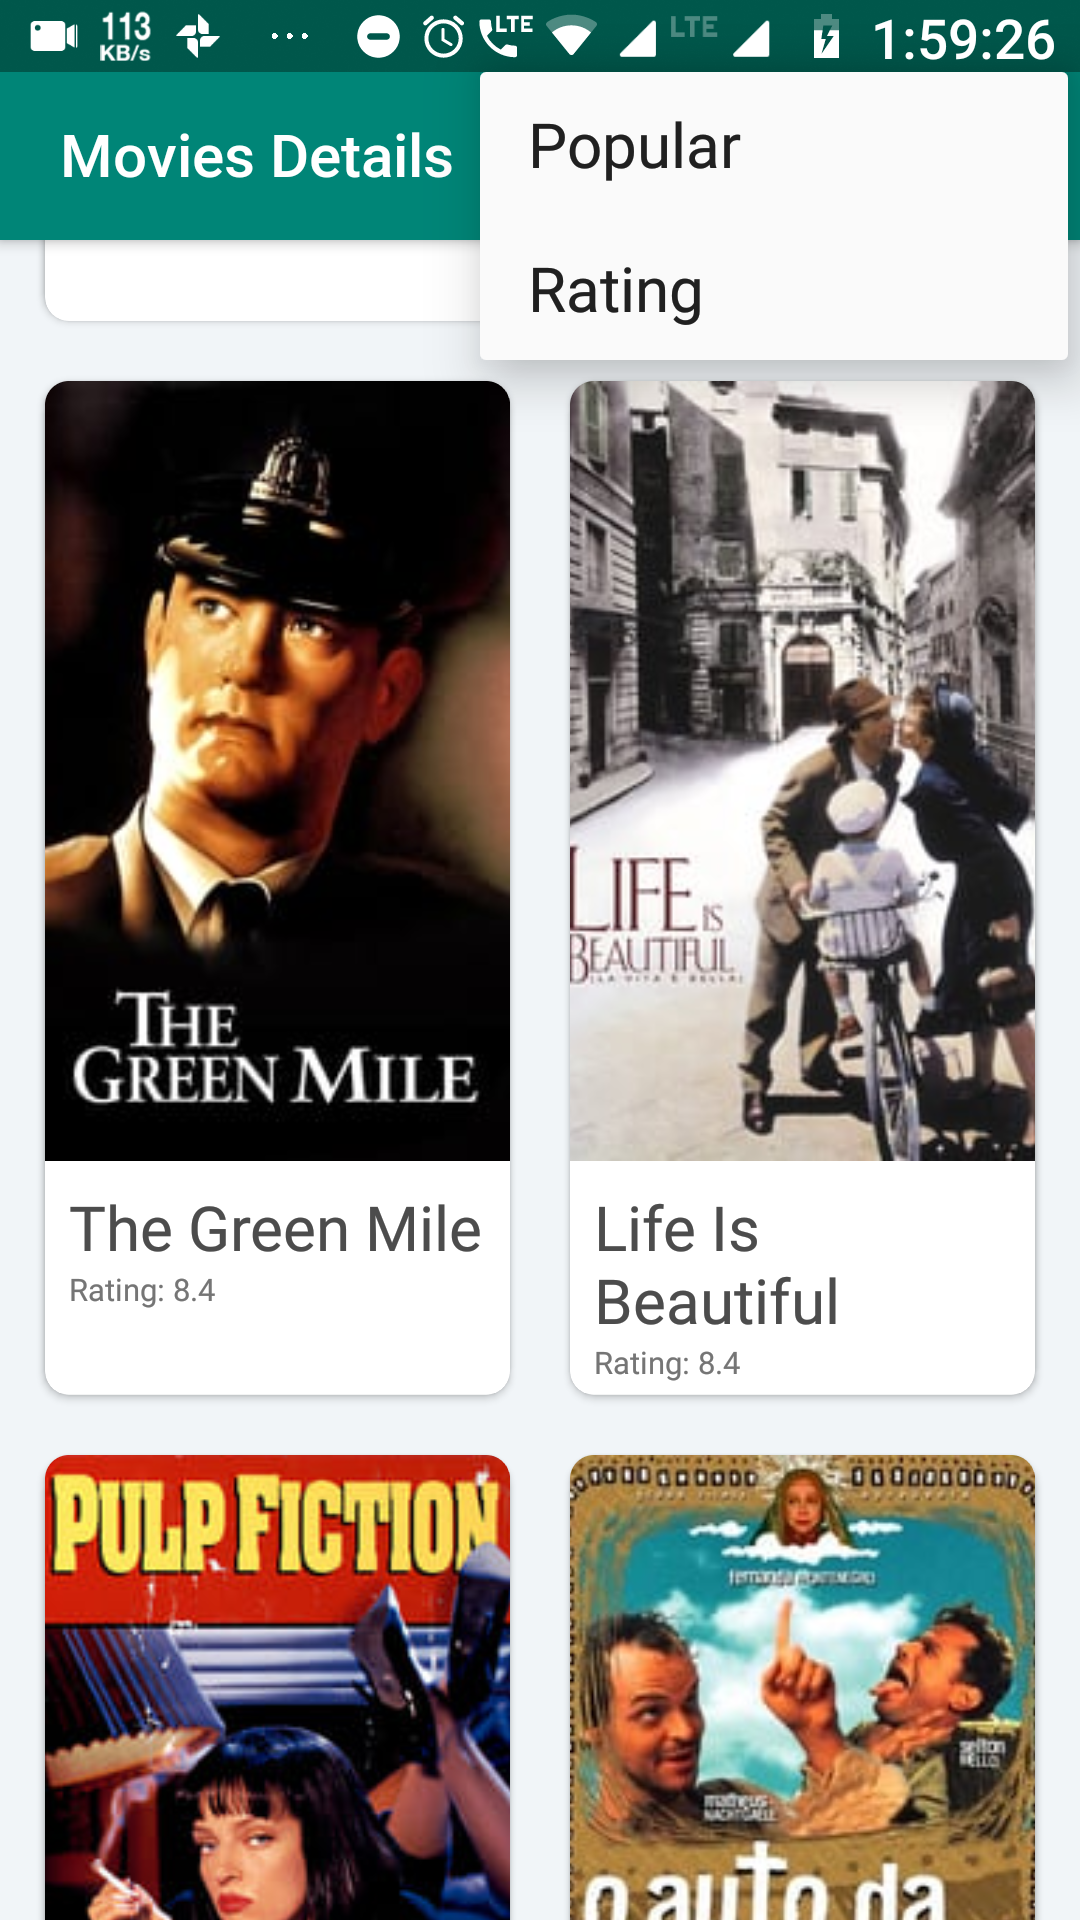 113
KB/s
LTE
LTE
1:59:26
Movies Details
Popular
Rating
THE
GREEN MILE
LIFE IS
BEAUTIFUL
(LA VITA È BELLA)
The Green Mile
Rating: 8.4
Life Is
Beautiful
Rating: 8.4
PULP FICTION
fernanda MONTENEGRO
selton
MELLO
matheus
NACHTGAELE
o auto da